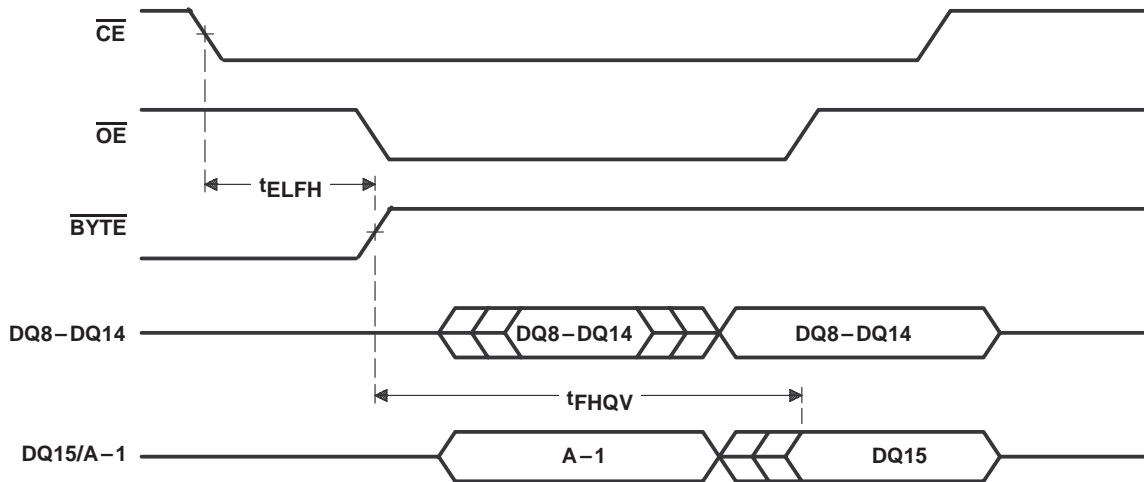 CE
OE
tELFH
BYTE
DQ8–DQ14 DQ8–DQ14 DQ8–DQ14
tFHQV
DQ15/A–1 A–1 DQ15